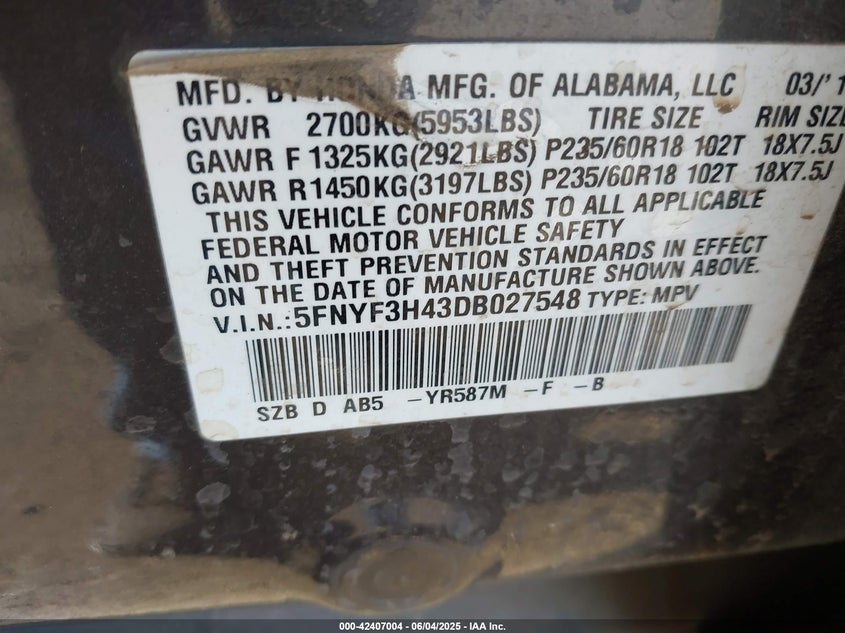 MFD. BY HONDA MFG. OF ALABAMA, LLC 03/'1
GVWR 2700KG(5953LBS) TIRE SIZE RIM SIZE
GAWR F 1325KG(2921LBS) P235/60R18 102T 18X7.5J
GAWR R1450KG(3197LBS) P235/60R18 102T 18X7.5J
THIS VEHICLE CONFORMS TO ALL APPLICABLE
FEDERAL MOTOR VEHICLE SAFETY
AND THEFT PREVENTION STANDARDS IN EFFECT
ON THE DATE OF MANUFACTURE SHOWN ABOVE.
V.I.N.:5FNYF3H43DB027548 TYPE: MPV
SZB D AB5 -YR587M -F -B
000-42407004 - 06/04/2025 - IAA Inc.